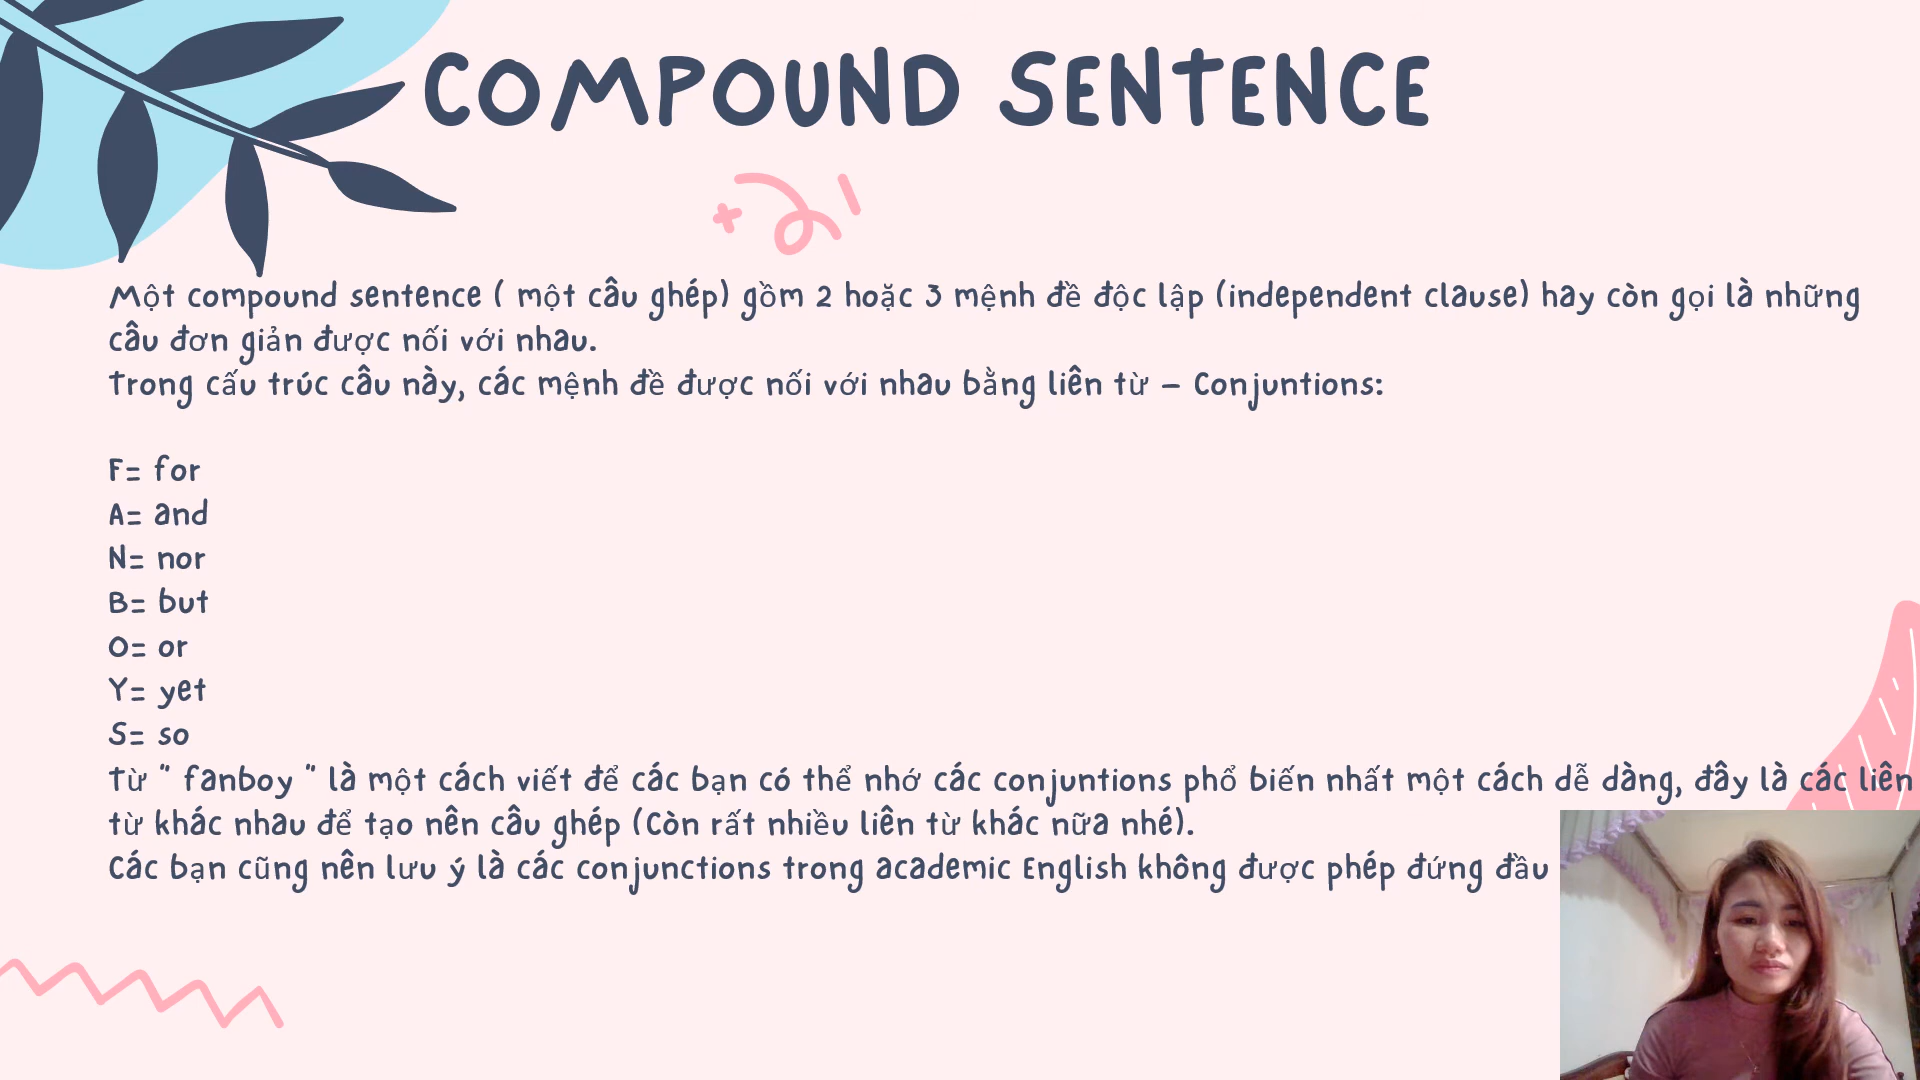 COMPOUND SENTENCE
Một compound sentence ( một câu ghép) gồm 2 hoặc 3 mệnh đề độc lập (independent clause) hay còn gọi là những
câu đơn giản được nối với nhau.
Trong cấu trúc câu này, các mệnh đề được nối với nhau bằng liên từ – Conjuntions:
F= for
A= and
N= nor
B= but
O= or
Y= yet
S= so
Từ " fanboy " là một cách viết để các bạn có thể nhớ các conjuntions phổ biến nhất một cách dễ dàng, đây là các liên
từ khác nhau để tạo nên câu ghép (Còn rất nhiều liên từ khác nữa nhé).
Các bạn cũng nên lưu ý là các conjunctions trong academic English không được phép đứng đầu